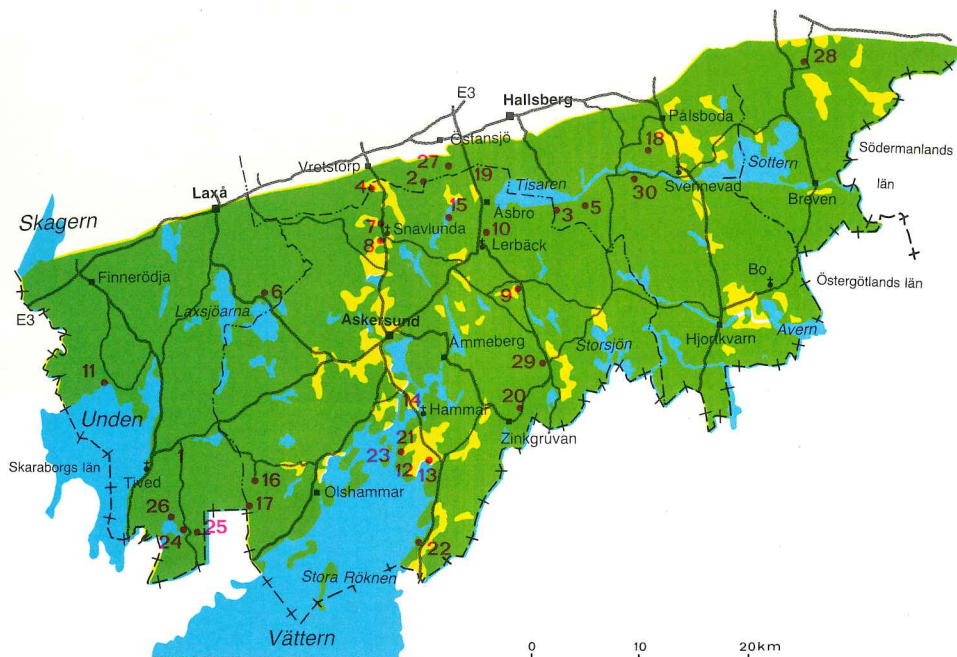 28
E3
Hallsberg
Pålsboda
Östansjö
18
Sottern
Södermanlands
län
Vretstorp
27
2
19
Svennevad
4
Tisaren
30
Laxå
15
Åsbro
3
5
Breven
Skagern
7
Snavlunda
10
8
Lerbäck
Bo
Östergötlands län
Finnerödja
6
9
Laxsjöarna
E3
Askersund
Storsjön
Avern
Hjortkvarn
Åmmeberg
29
11
14
Hammar
20
Unden
Zinkgruvan
21
1
23
Skaraborgs län
12
13
Tived
16
Olshammar
17
26
25
24
22
Stora Röknen
Vättern
0
10
20km